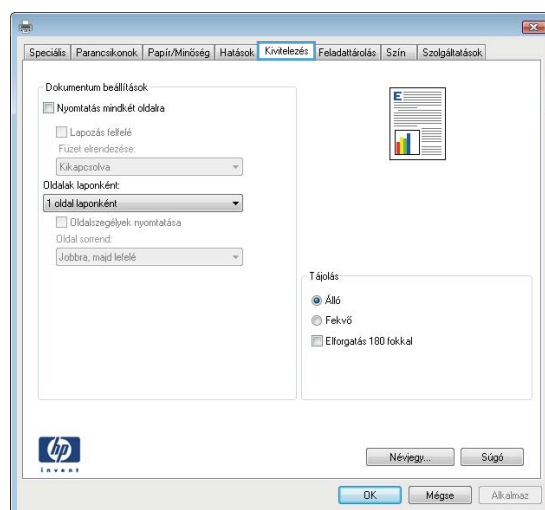 Speciális Parancsikonok Papír/Minőség Hatások Kivitelezés Feladattárolás Szín Szolgáltatások
Dokumentum beállítások
Nyomtatás mindkét oldalra
Lapozás felfelé
Füzet elrendezése:
Kikapcsolva
Oldalak laponként:
1 oldal laponként
Oldalszegélyek nyomtatása
Oldal sorrend:
Jobbra, majd lefelé
E
Tájolás
Álló
Fekvő
Elforgatás 180 fokkal
hp
invent
Névjegy... Súgó
OK Mégse Alkalmaz